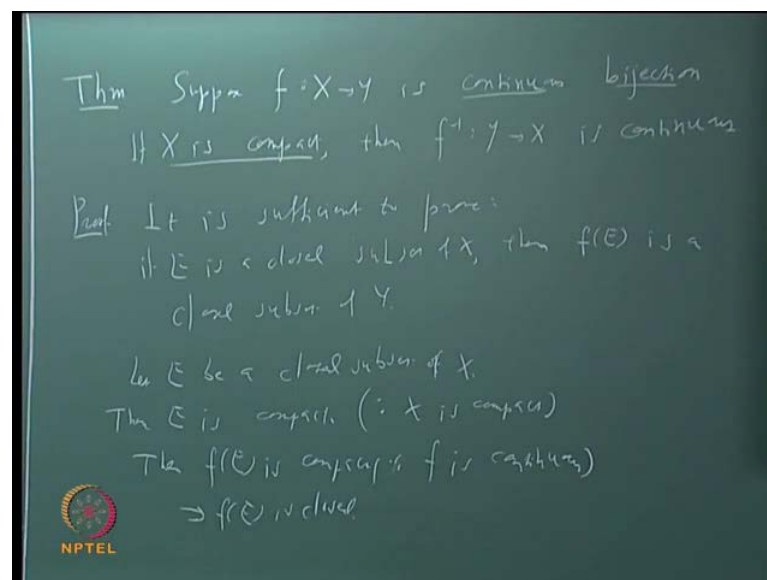 Thm Suppose f : X → Y is continuous bijection
If X is compact, then f⁻¹ : Y → X is continuous
Proof. It is sufficient to prove:
if E is a closed subset of X, then f(E) is a
closed subset of Y.
Let E be a closed subset of X.
Then E is compact. (∵ X is compact)
Then f(E) is compact (∵ f is continuous)
⇒ f(E) is closed.
NPTEL